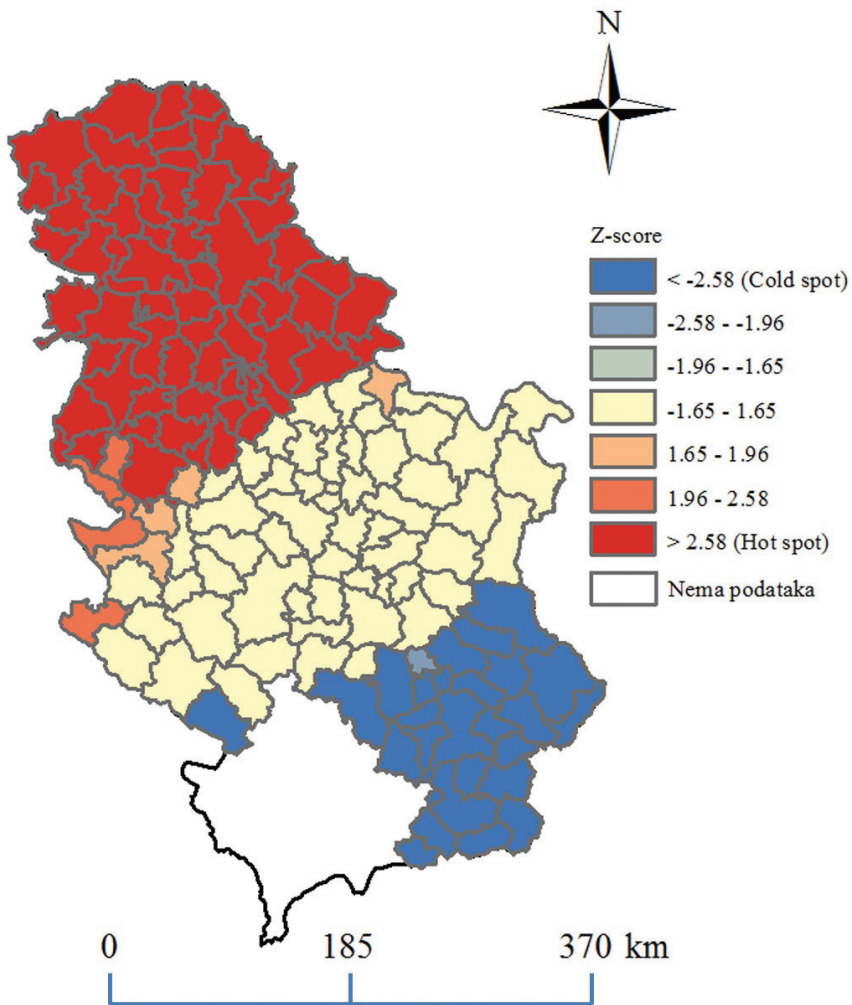 N
Z-score
< -2.58 (Cold spot)
-2.58 - -1.96
-1.96 - -1.65
-1.65 - 1.65
1.65 - 1.96
1.96 - 2.58
> 2.58 (Hot spot)
Nema podataka
0 185 370 km